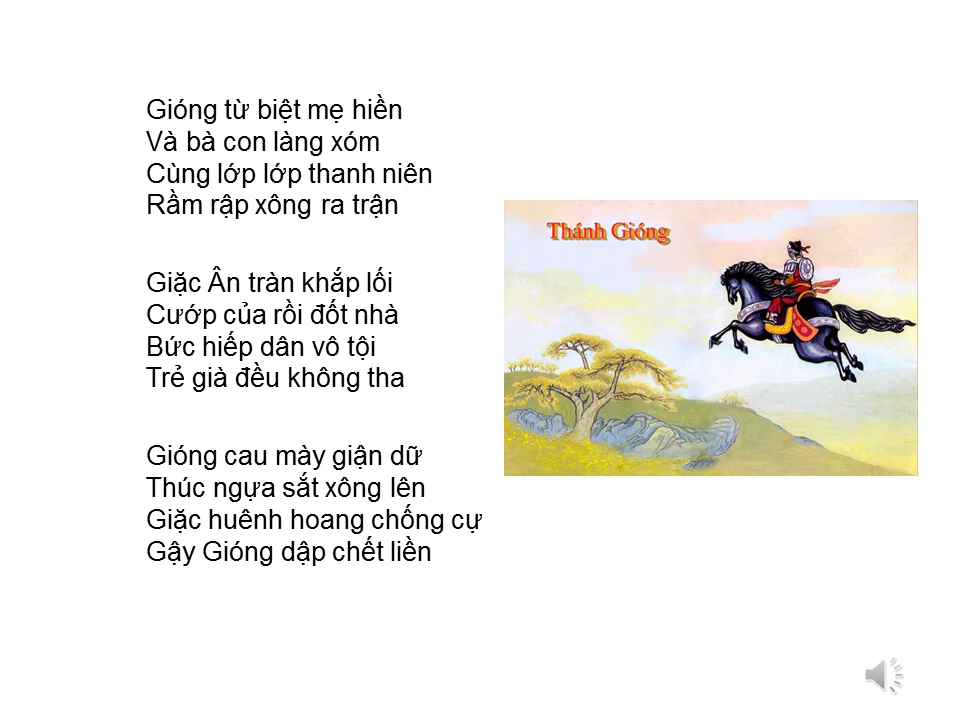 Gióng từ biệt mẹ hiền
Và bà con làng xóm
Cùng lớp lớp thanh niên
Rầm rập xông ra trận
Giặc Ân tràn khắp lối
Cướp của rồi đốt nhà
Bức hiếp dân vô tội
Trẻ già đều không tha
Gióng cau mày giận dữ
Thúc ngựa sắt xông lên
Giặc huênh hoang chống cự
Gậy Gióng dập chết liền
Thánh Gióng